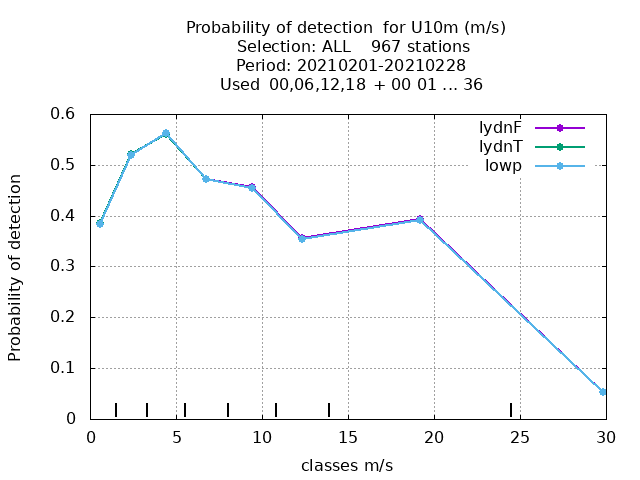 Probability of detection for U10m (m/s)
Selection: ALL 967 stations
Period: 20210201-20210228
Used 00,06,12,18 + 00 01 ... 36
lydnF
lydnT
lowp
Probability of detection
0.6
0.5
0.4
0.3
0.2
0.1
0
0 5 10 15 20 25 30
classes m/s